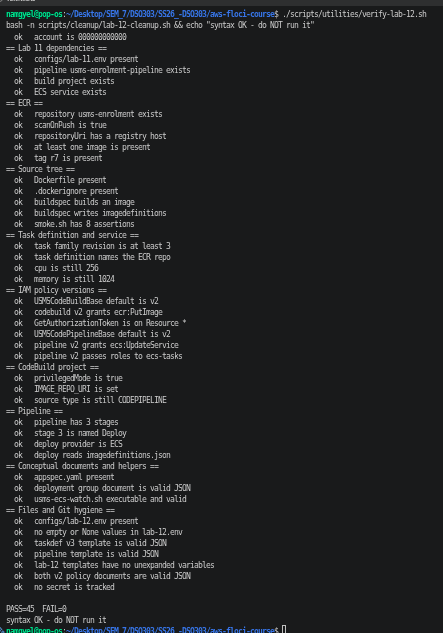 namgyel@pop-os:~/Desktop/SEM_7/DSO303/SS26_-DSO303/aws-floci-course$ ./scripts/utilities/verify-lab-12.sh
bash -n scripts/cleanup/lab-12-cleanup.sh && echo "syntax OK - do NOT run it"
ok account is 000000000000
== Lab 11 dependencies ==
ok configs/lab-11.env present
ok pipeline usms-enrolment-pipeline exists
ok build project exists
ok ECS service exists
== ECR ==
ok repository usms-enrolment exists
ok scanOnPush is true
ok repositoryUri has a registry host
ok at least one image is present
ok tag r7 is present
== Source tree ==
ok Dockerfile present
ok .dockerignore present
ok buildspec builds an image
ok buildspec writes imagedefinitions
ok smoke.sh has 8 assertions
== Task definition and service ==
ok task family revision is at least 3
ok task definition names the ECR repo
ok cpu is still 256
ok memory is still 1024
== IAM policy versions ==
ok USMSCodeBuildBase default is v2
ok codebuild v2 grants ecr:PutImage
ok GetAuthorizationToken is on Resource *
ok USMSCodePipelineBase default is v2
ok pipeline v2 grants ecs:UpdateService
ok pipeline v2 passes roles to ecs-tasks
== CodeBuild project ==
ok privilegedMode is true
ok IMAGE_REPO_URI is set
ok source type is still CODEPIPELINE
== Pipeline ==
ok pipeline has 3 stages
ok stage 3 is named Deploy
ok deploy provider is ECS
ok deploy reads imagedefinitions.json
== Conceptual documents and helpers ==
ok appspec.yaml present
ok deployment group document is valid JSON
ok usms-ecs-watch.sh executable and valid
== Files and Git hygiene ==
ok configs/lab-12.env present
ok no empty or None values in lab-12.env
ok taskdef v3 template is valid JSON
ok pipeline template is valid JSON
ok lab-12 templates have no unexpanded variables
ok both v2 policy documents are valid JSON
ok no secret is tracked
PASS=45 FAIL=0
syntax OK - do NOT run it
namgyel@pop-os:~/Desktop/SEM_7/DSO303/SS26_-DSO303/aws-floci-course$